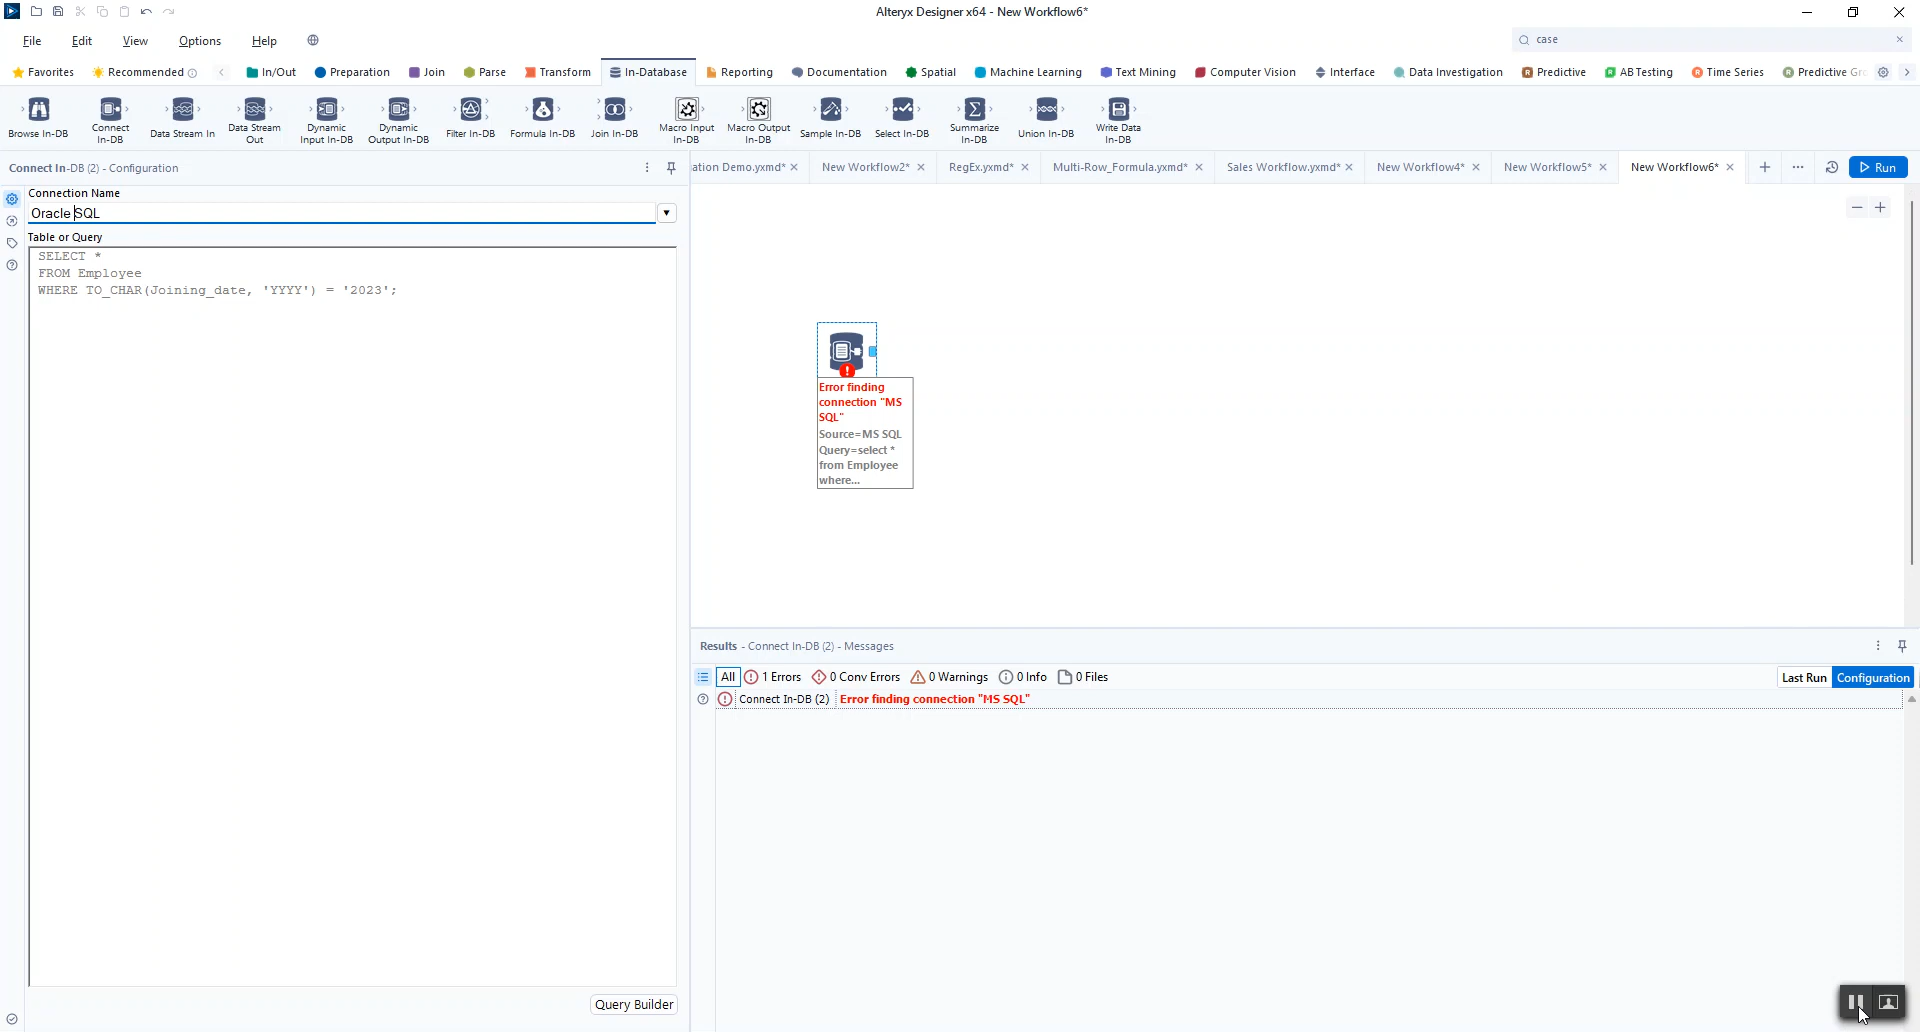 Alteryx Designer x64 - New Workflow6*
File Edit View Options Help
case
Favorites Recommended In/Out Preparation Join Parse Transform In-Database Reporting Documentation Spatial Machine Learning Text Mining Computer Vision Interface Data Investigation Predictive AB Testing Time Series Predictive Gr
Browse In-DB
Connect In-DB
Data Stream In
Data Stream Out
Dynamic Input In-DB
Dynamic Output In-DB
Filter In-DB
Formula In-DB
Join In-DB
Macro Input In-DB
Macro Output In-DB
Sample In-DB
Select In-DB
Summarize In-DB
Union In-DB
Write Data In-DB
Connect In-DB (2) - Configuration
Connection Name
Oracle SQL
Table or Query
SELECT *
FROM Employee
WHERE TO_CHAR(Joining_date, 'YYYY') = '2023';
Query Builder
ation Demo.yxmd* New Workflow2* RegEx.yxmd* Multi-Row_Formula.yxmd* Sales Workflow.yxmd* New Workflow4* New Workflow5* New Workflow6* Run
Error finding
connection "MS
SQL"
Source=MS SQL
Query=select *
from Employee
where...
Results - Connect In-DB (2) - Messages
All 1 Errors 0 Conv Errors 0 Warnings 0 Info 0 Files Last Run Configuration
Connect In-DB (2) Error finding connection "MS SQL"